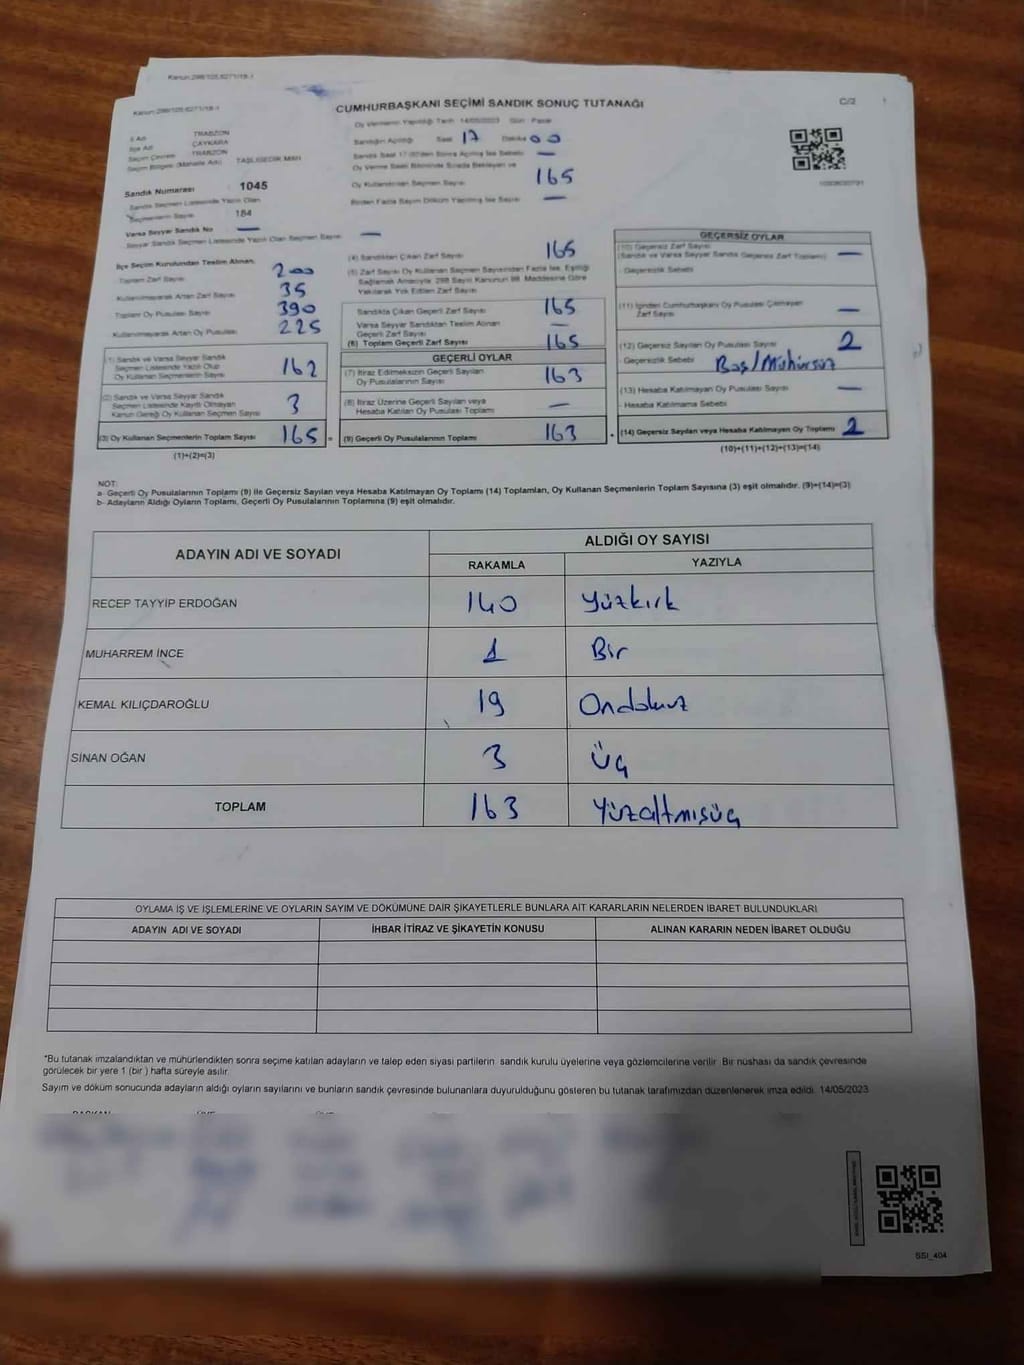 Kanun:298/105,6271/18-1
Kanun:298/105,6271/18-1
CUMHURBAŞKANI SEÇİMİ SANDIK SONUÇ TUTANAĞI
C/2 1
Oy Vermenin Yapıldığı Tarih: 14/05/2023 Gün: Pazar
İl Adı TRABZON
İlçe Adı ÇAYKARA
Seçim Çevresi TRABZON
Seçim Bölgesi (Mahalle Adı) TAŞLIGEDİK MAH.
Sandık Numarası 1045
Sandık Seçmen Listesinde Yazılı Olan
Seçmenlerin Sayısı 184
Varsa Seyyar Sandık No —
Seyyar Sandık Seçmen Listesinde Yazılı Olan Seçmen Sayısı —
Sandığın Açıldığı Saat 17 Dakika 00
Sandık Saat 17:00'den Sonra Açılmış İse Sebebi —
Oy Verme Saati Bitiminde Sırada Bekleyen ve
Oy Kullandırılan Seçmen Sayısı 165
Birden Fazla Sayım Döküm Yapılmış İse Sayısı —
İlçe Seçim Kurulundan Teslim Alınan
Toplam Zarf Sayısı 200
Kullanılmayarak Artan Zarf Sayısı 35
Toplam Oy Pusulası Sayısı 390
Kullanılmayarak Artan Oy Pusulası 225
(1) Sandık ve Varsa Seyyar Sandık
Seçmen Listesinde Yazılı Olup
Oy Kullanan Seçmenlerin Sayısı 162
(2) Sandık ve Varsa Seyyar Sandık
Seçmen Listesinde Kayıtlı Olmayan
Kanun Gereği Oy Kullanan Seçmen Sayısı 3
(3) Oy Kullanan Seçmenlerin Toplam Sayısı 165
(1)+(2)=(3)
(4) Sandıktan Çıkan Zarf Sayısı 165
(5) Zarf Sayısı Oy Kullanan Seçmen Sayısından Fazla İse, Eşitliği
Sağlamak Amacıyla, 298 Sayılı Kanunun 98. Maddesine Göre
Yakılarak Yok Edilen Zarf Sayısı
Sandıkta Çıkan Geçerli Zarf Sayısı 165
Varsa Seyyar Sandıktan Teslim Alınan
Geçerli Zarf Sayısı —
(6) Toplam Geçerli Zarf Sayısı 165
GEÇERLİ OYLAR
(7) İtiraz Edilmeksizin Geçerli Sayılan
Oy Pusulalarının Sayısı 163
(8) İtiraz Üzerine Geçerli Sayılan veya
Hesaba Katılan Oy Pusulası Toplamı —
(9) Geçerli Oy Pusulalarının Toplamı 163
GEÇERSİZ OYLAR
(10) Geçersiz Zarf Sayısı
(Sandık ve Varsa Seyyar Sandık Geçersiz Zarf Toplamı) —
Geçersizlik Sebebi
(11) İçinden Cumhurbaşkanı Oy Pusulası Çıkmayan
Zarf Sayısı —
(12) Geçersiz Sayılan Oy Pusulası Sayısı 2
Geçersizlik Sebebi Boş/Mühürsüz
(13) Hesaba Katılmayan Oy Pusulası Sayısı —
Hesaba Katılmama Sebebi
(14) Geçersiz Sayılan veya Hesaba Katılmayan Oy Toplamı 2
(10)+(11)+(12)+(13)=(14)
NOT:
a- Geçerli Oy Pusulalarının Toplamı (9) ile Geçersiz Sayılan veya Hesaba Katılmayan Oy Toplamı (14) Toplamları, Oy Kullanan Seçmenlerin Toplam Sayısına (3) eşit olmalıdır. (9)+(14)=(3)
b- Adayların Aldığı Oyların Toplamı, Geçerli Oy Pusulalarının Toplamına (9) eşit olmalıdır.
ADAYIN ADI VE SOYADI ALDIĞI OY SAYISI
RAKAMLA YAZIYLA
RECEP TAYYİP ERDOĞAN 140 Yüzkırk
MUHARREM İNCE 1 Bir
KEMAL KILIÇDAROĞLU 19 Ondokuz
SİNAN OĞAN 3 Üç
TOPLAM 163 Yüzaltmışüç
OYLAMA İŞ VE İŞLEMLERİNE VE OYLARIN SAYIM VE DÖKÜMÜNE DAİR ŞİKAYETLERLE BUNLARA AİT KARARLARIN NELERDEN İBARET BULUNDUKLARI
ADAYIN ADI VE SOYADI İHBAR İTİRAZ VE ŞİKAYETİN KONUSU ALINAN KARARIN NEDEN İBARET OLDUĞU
*Bu tutanak imzalandıktan ve mühürlendikten sonra seçime katılan adayların ve talep eden siyasi partilerin sandık kurulu üyelerine veya gözlemcilerine verilir. Bir nüshası da sandık çevresinde
görülecek bir yere 1 (bir ) hafta süreyle asılır.
Sayım ve döküm sonucunda adayların aldığı oyların sayılarını ve bunların sandık çevresinde bulunanlara duyurulduğunu gösteren bu tutanak tarafımızdan düzenlenerek imza edildi. 14/05/2023
BAŞKAN ÜYE ÜYE
SSI_404